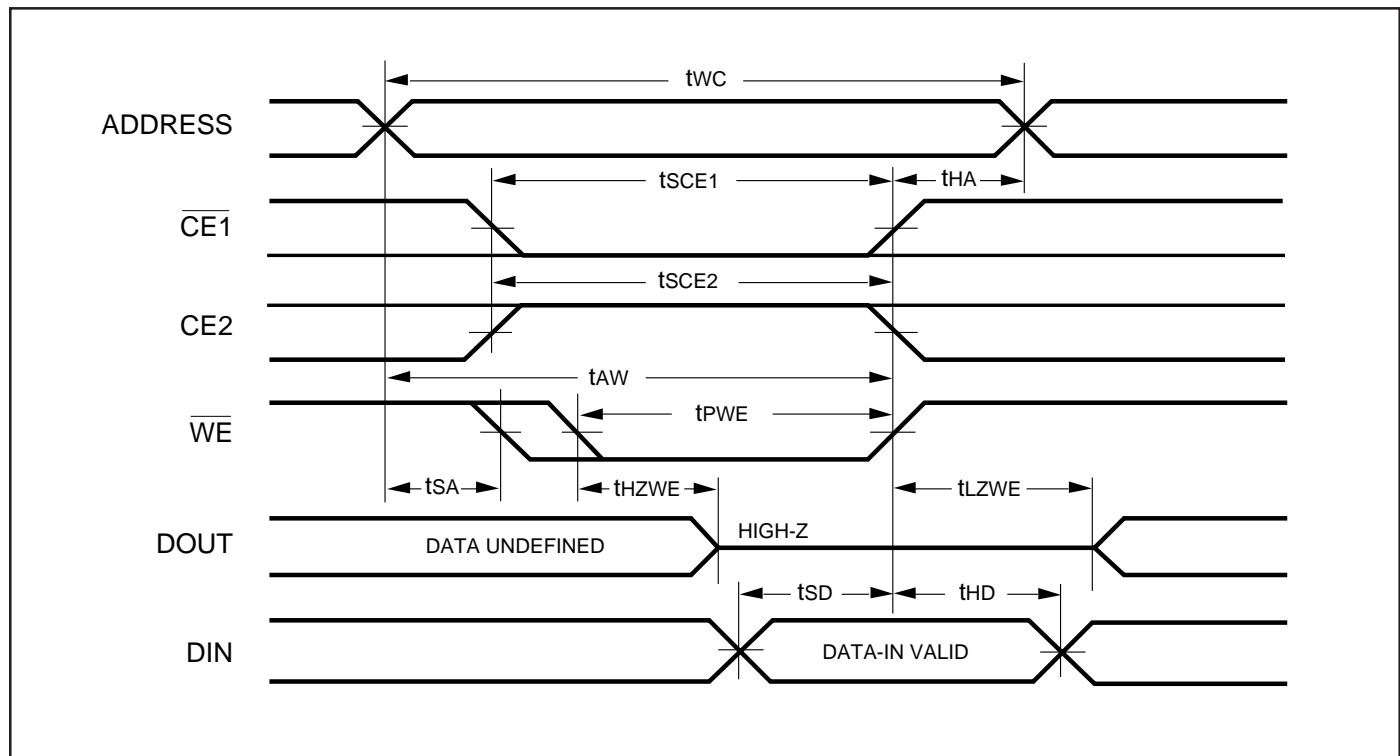 tWC
ADDRESS
tSCE1
tHA
CE1
tSCE2
CE2
tAW
tPWE
WE
tSA
tHZWE
tLZWE
HIGH-Z
DOUT
DATA UNDEFINED
tSD
tHD
DIN
DATA-IN VALID